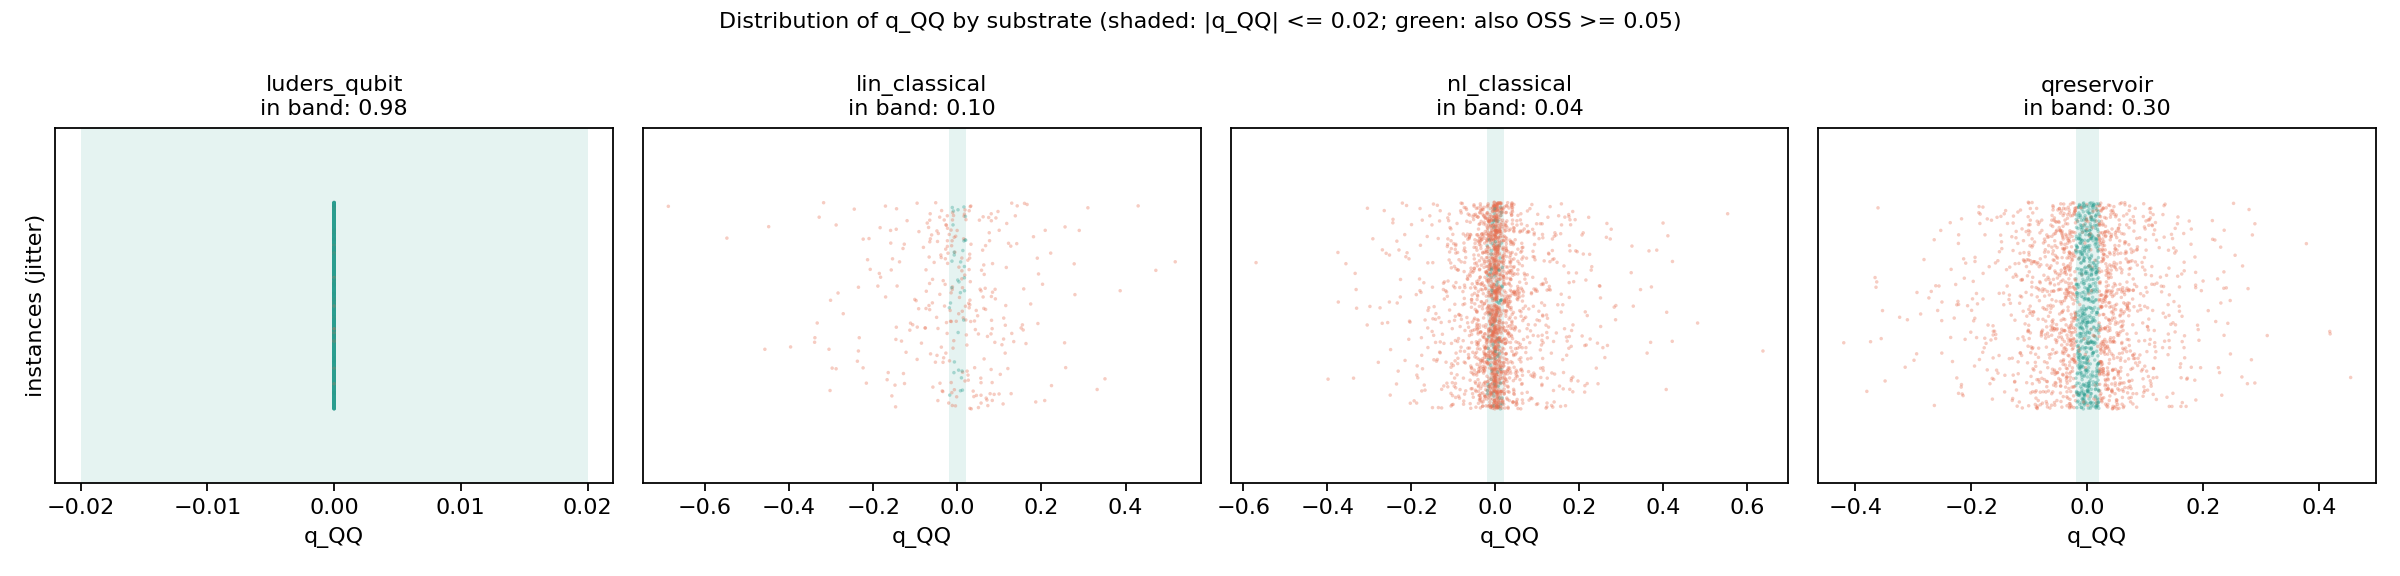 Distribution of q_QQ by substrate (shaded: |q_QQ| <= 0.02; green: also OSS >= 0.05)
luders_qubit
in band: 0.98
lin_classical
in band: 0.10
nl_classical
in band: 0.04
qreservoir
in band: 0.30
instances (jitter)
−0.02 −0.01 0.00 0.01 0.02
q_QQ
−0.6 −0.4 −0.2 0.0 0.2 0.4
q_QQ
−0.6 −0.4 −0.2 0.0 0.2 0.4 0.6
q_QQ
−0.4 −0.2 0.0 0.2 0.4
q_QQ